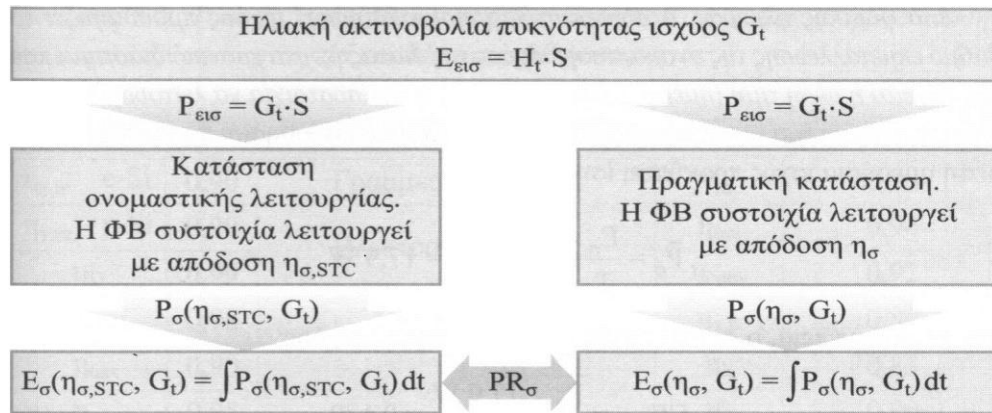 Ηλιακή ακτινοβολία πυκνότητας ισχύος Gt
Eεισ = Ht·S
Pεισ = Gt·S
Pεισ = Gt·S
Κατάσταση
ονομαστικής λειτουργίας.
Η ΦΒ συστοιχία λειτουργεί
με απόδοση ησ,STC
Πραγματική κατάσταση.
Η ΦΒ συστοιχία λειτουργεί
με απόδοση ησ
Pσ(ησ,STC, Gt)
Pσ(ησ, Gt)
Eσ(ησ,STC, Gt) = ∫Pσ(ησ,STC, Gt) dt
PRσ
Eσ(ησ, Gt) = ∫Pσ(ησ, Gt) dt